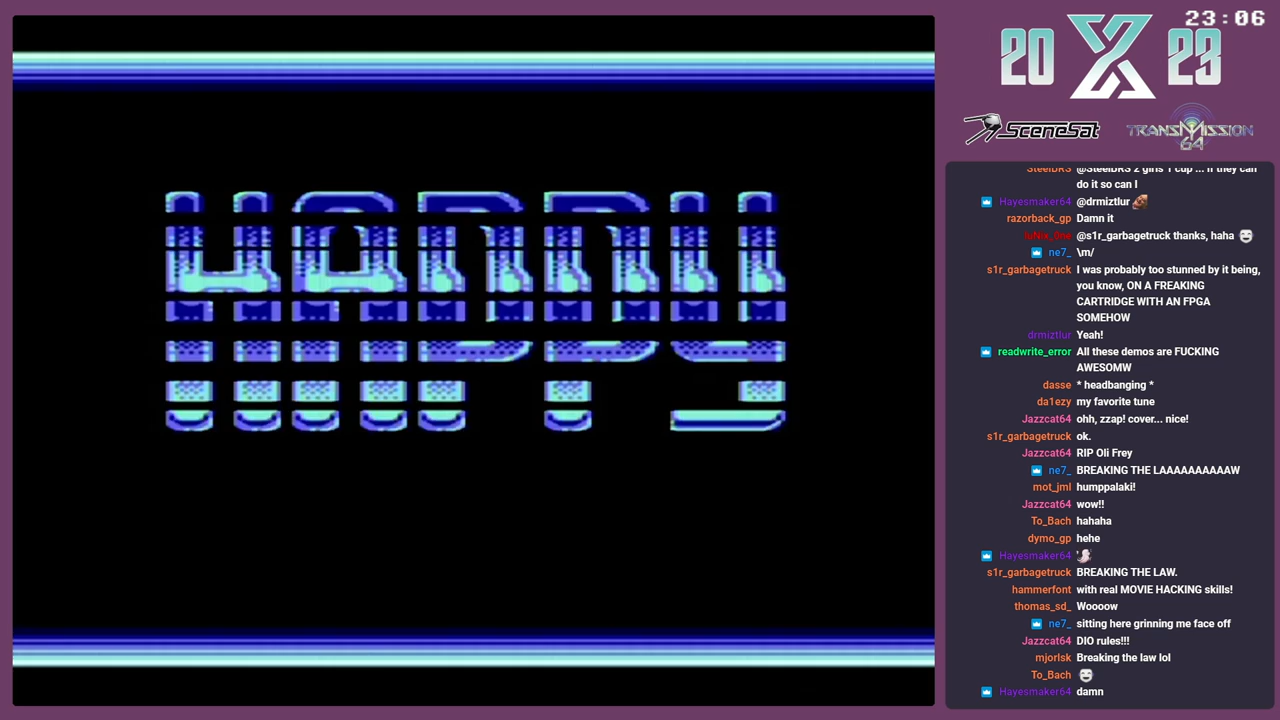 23:06
20 X 23
SCENESAT
TRANSMISSION
64
HAPPY
SteelDRS @SteelDRS 2 girls 1 cup ... if they can
do it so can I
Hayesmaker64 @drmiztlur
razorback_gp Damn it
luNix_0ne @s1r_garbagetruck thanks, haha
ne7_ \m/
s1r_garbagetruck I was probably too stunned by it being,
you know, ON A FREAKING
CARTRIDGE WITH AN FPGA
SOMEHOW
drmiztlur Yeah!
readwrite_error All these demos are FUCKING
AWESOMW
dasse * headbanging *
da1ezy my favorite tune
Jazzcat64 ohh, zzap! cover... nice!
s1r_garbagetruck ok.
Jazzcat64 RIP Oli Frey
ne7_ BREAKING THE LAAAAAAAAAAW
mot_jml humppalaki!
Jazzcat64 wow!!
To_Bach hahaha
dymo_gp hehe
Hayesmaker64
s1r_garbagetruck BREAKING THE LAW.
hammerfont with real MOVIE HACKING skills!
thomas_sd_ Woooow
ne7_ sitting here grinning me face off
Jazzcat64 DIO rules!!!
mjorlsk Breaking the law lol
To_Bach
Hayesmaker64 damn